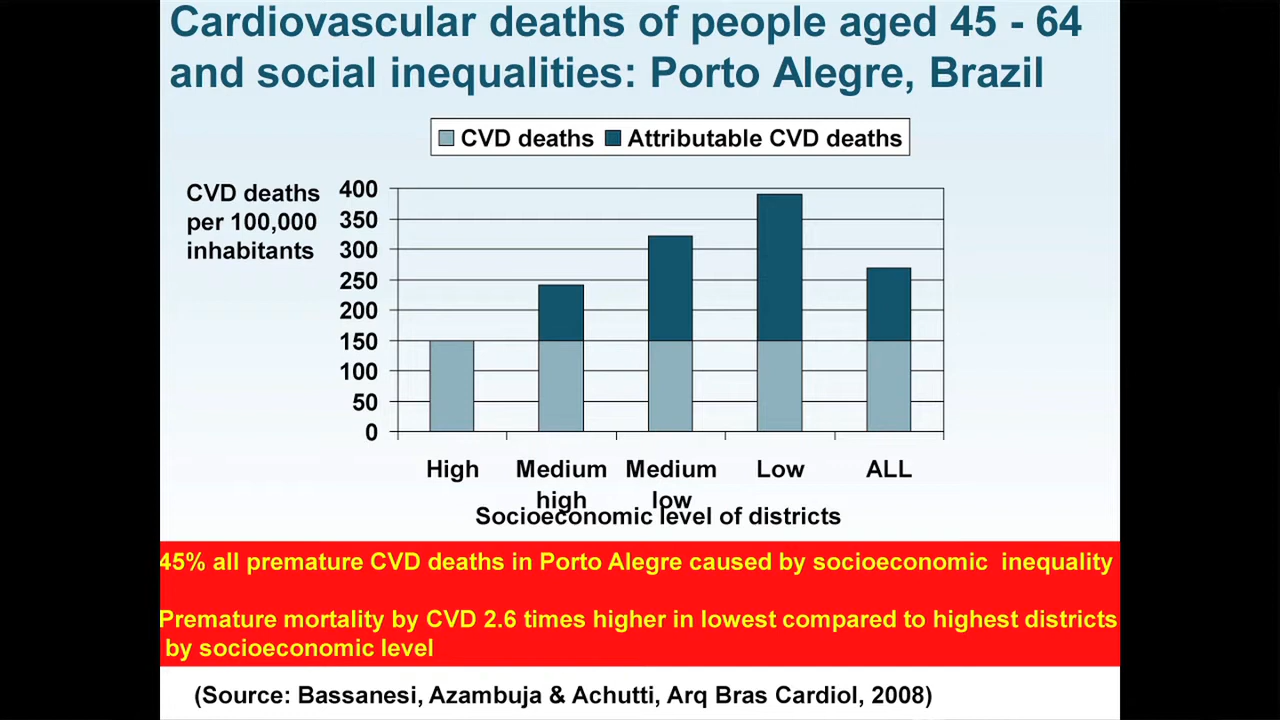 Cardiovascular deaths of people aged 45 - 64
and social inequalities: Porto Alegre, Brazil
CVD deaths Attributable CVD deaths
CVD deaths
per 100,000
inhabitants
400
350
300
250
200
150
100
50
0
High Medium Medium Low ALL
high low
Socioeconomic level of districts
45% all premature CVD deaths in Porto Alegre caused by socioeconomic inequality
Premature mortality by CVD 2.6 times higher in lowest compared to highest districts
by socioeconomic level
(Source: Bassanesi, Azambuja & Achutti, Arq Bras Cardiol, 2008)